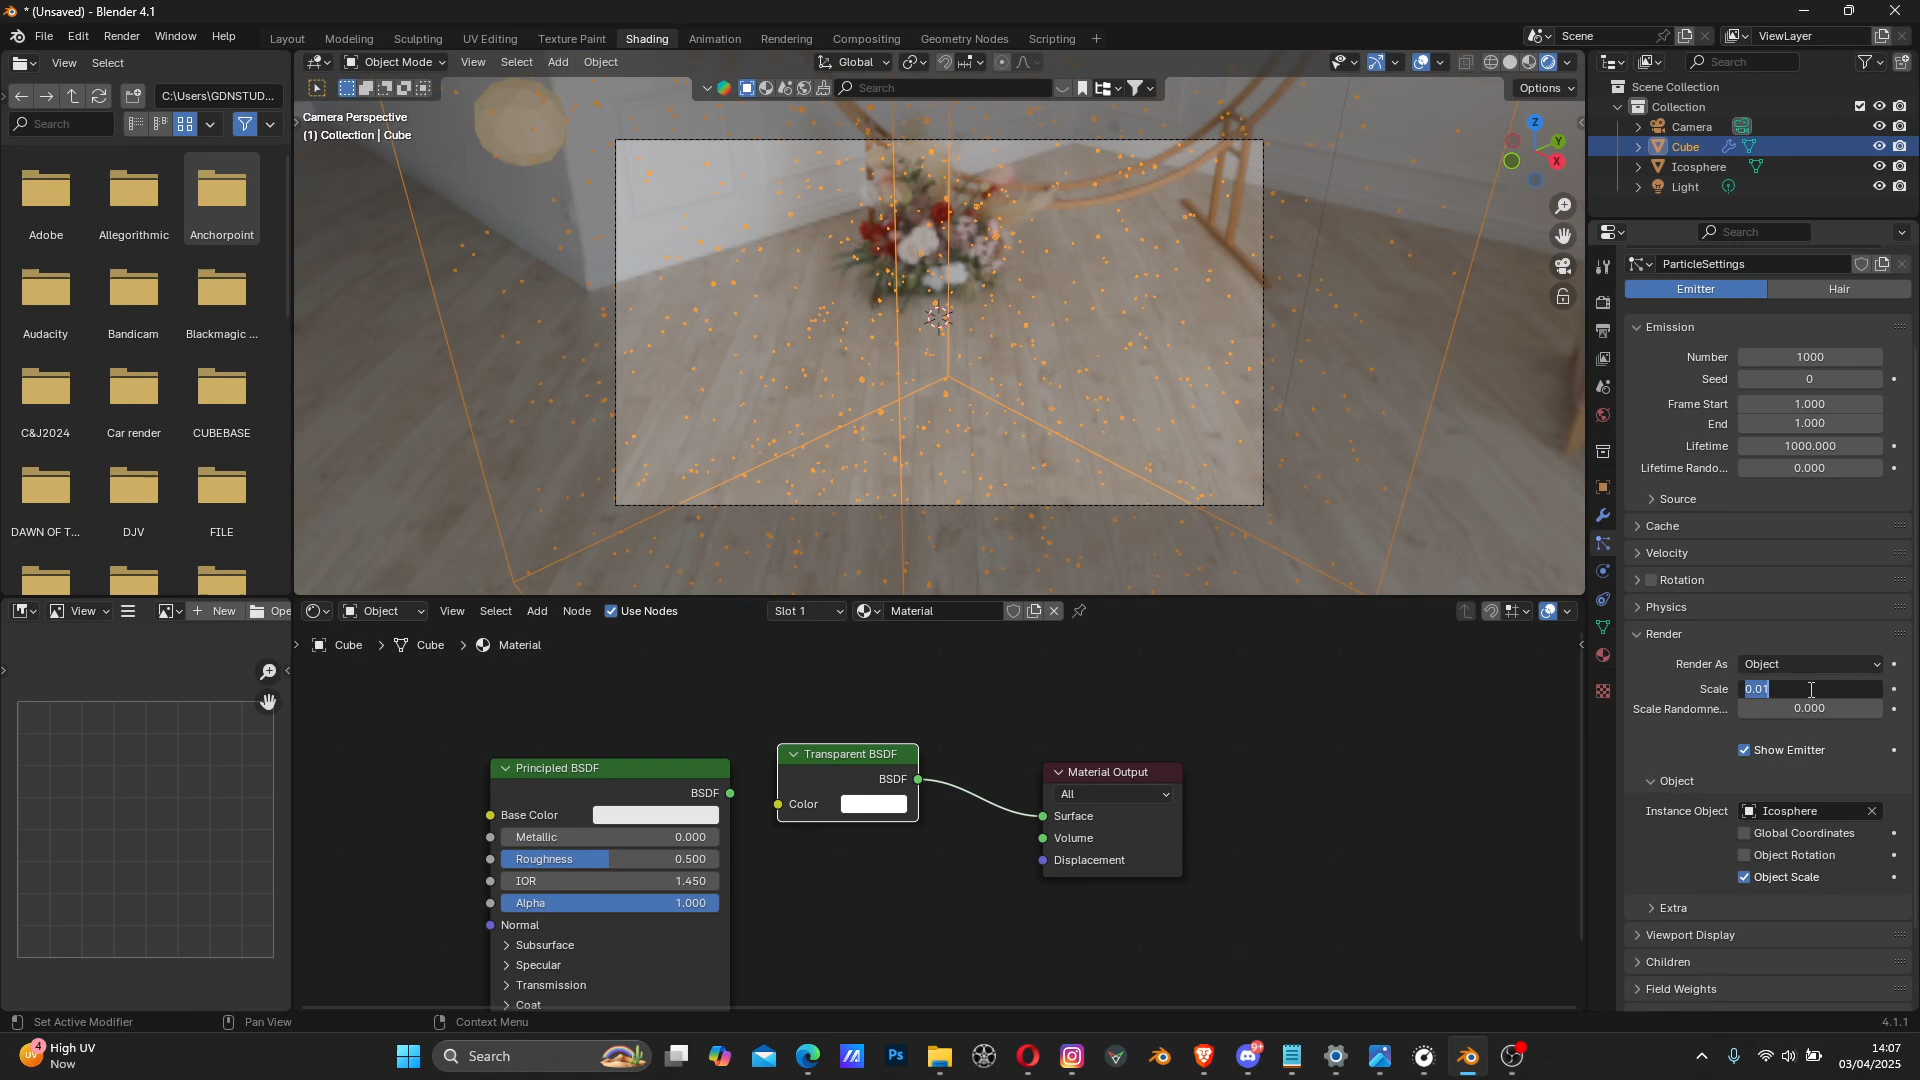 * (Unsaved) - Blender 4.1
File Edit Render Window Help
Layout Modeling Sculpting UV Editing Texture Paint Shading Animation Rendering Compositing Geometry Nodes Scripting +
Scene
ViewLayer
View Select
Object Mode View Select Add Object
Global
Search
C:\Users\GDNSTUD...
Search
Search
Options
Camera Perspective
(1) Collection | Cube
Z
Y
X
Scene Collection
Collection
Camera
Cube
Icosphere
Light
Search
Adobe
Allegorithmic
Anchorpoint
Audacity
Bandicam
Blackmagic ...
C&J2024
Car render
CUBEBASE
DAWN OF T...
DJV
FILE
ParticleSettings
Emitter
Hair
Emission
Number 1000
Seed 0
Frame Start 1.000
End 1.000
Lifetime 1000.000
Lifetime Rando... 0.000
Source
Cache
Velocity
Rotation
Physics
Render
Render As Object
Scale 0.01
Scale Randomne... 0.000
Show Emitter
Object
Instance Object Icosphere
Global Coordinates
Object Rotation
Object Scale
Extra
Viewport Display
Children
Field Weights
View
New
Ope
Object View Select Add Node Use Nodes
Slot 1
Material
Cube > Cube > Material
Principled BSDF
BSDF
Base Color
Metallic 0.000
Roughness 0.500
IOR 1.450
Alpha 1.000
Normal
Subsurface
Specular
Transmission
Coat
Transparent BSDF
BSDF
Color
Material Output
All
Surface
Volume
Displacement
Set Active Modifier
Pan View
Context Menu
4.1.1
4
UV
High UV
Now
Search
Ps
9+
14:07
03/04/2025